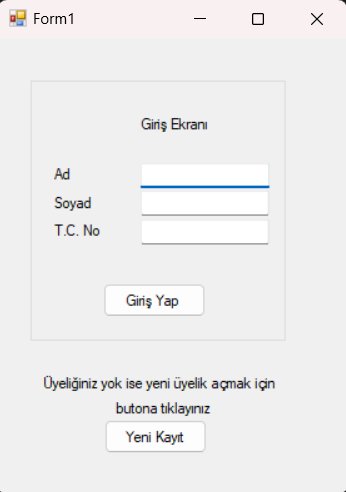 Form1
Giriş Ekranı
Ad
Soyad
T.C. No
Giriş Yap
Üyeliğiniz yok ise yeni üyelik açmak için
butona tıklayınız
Yeni Kayıt